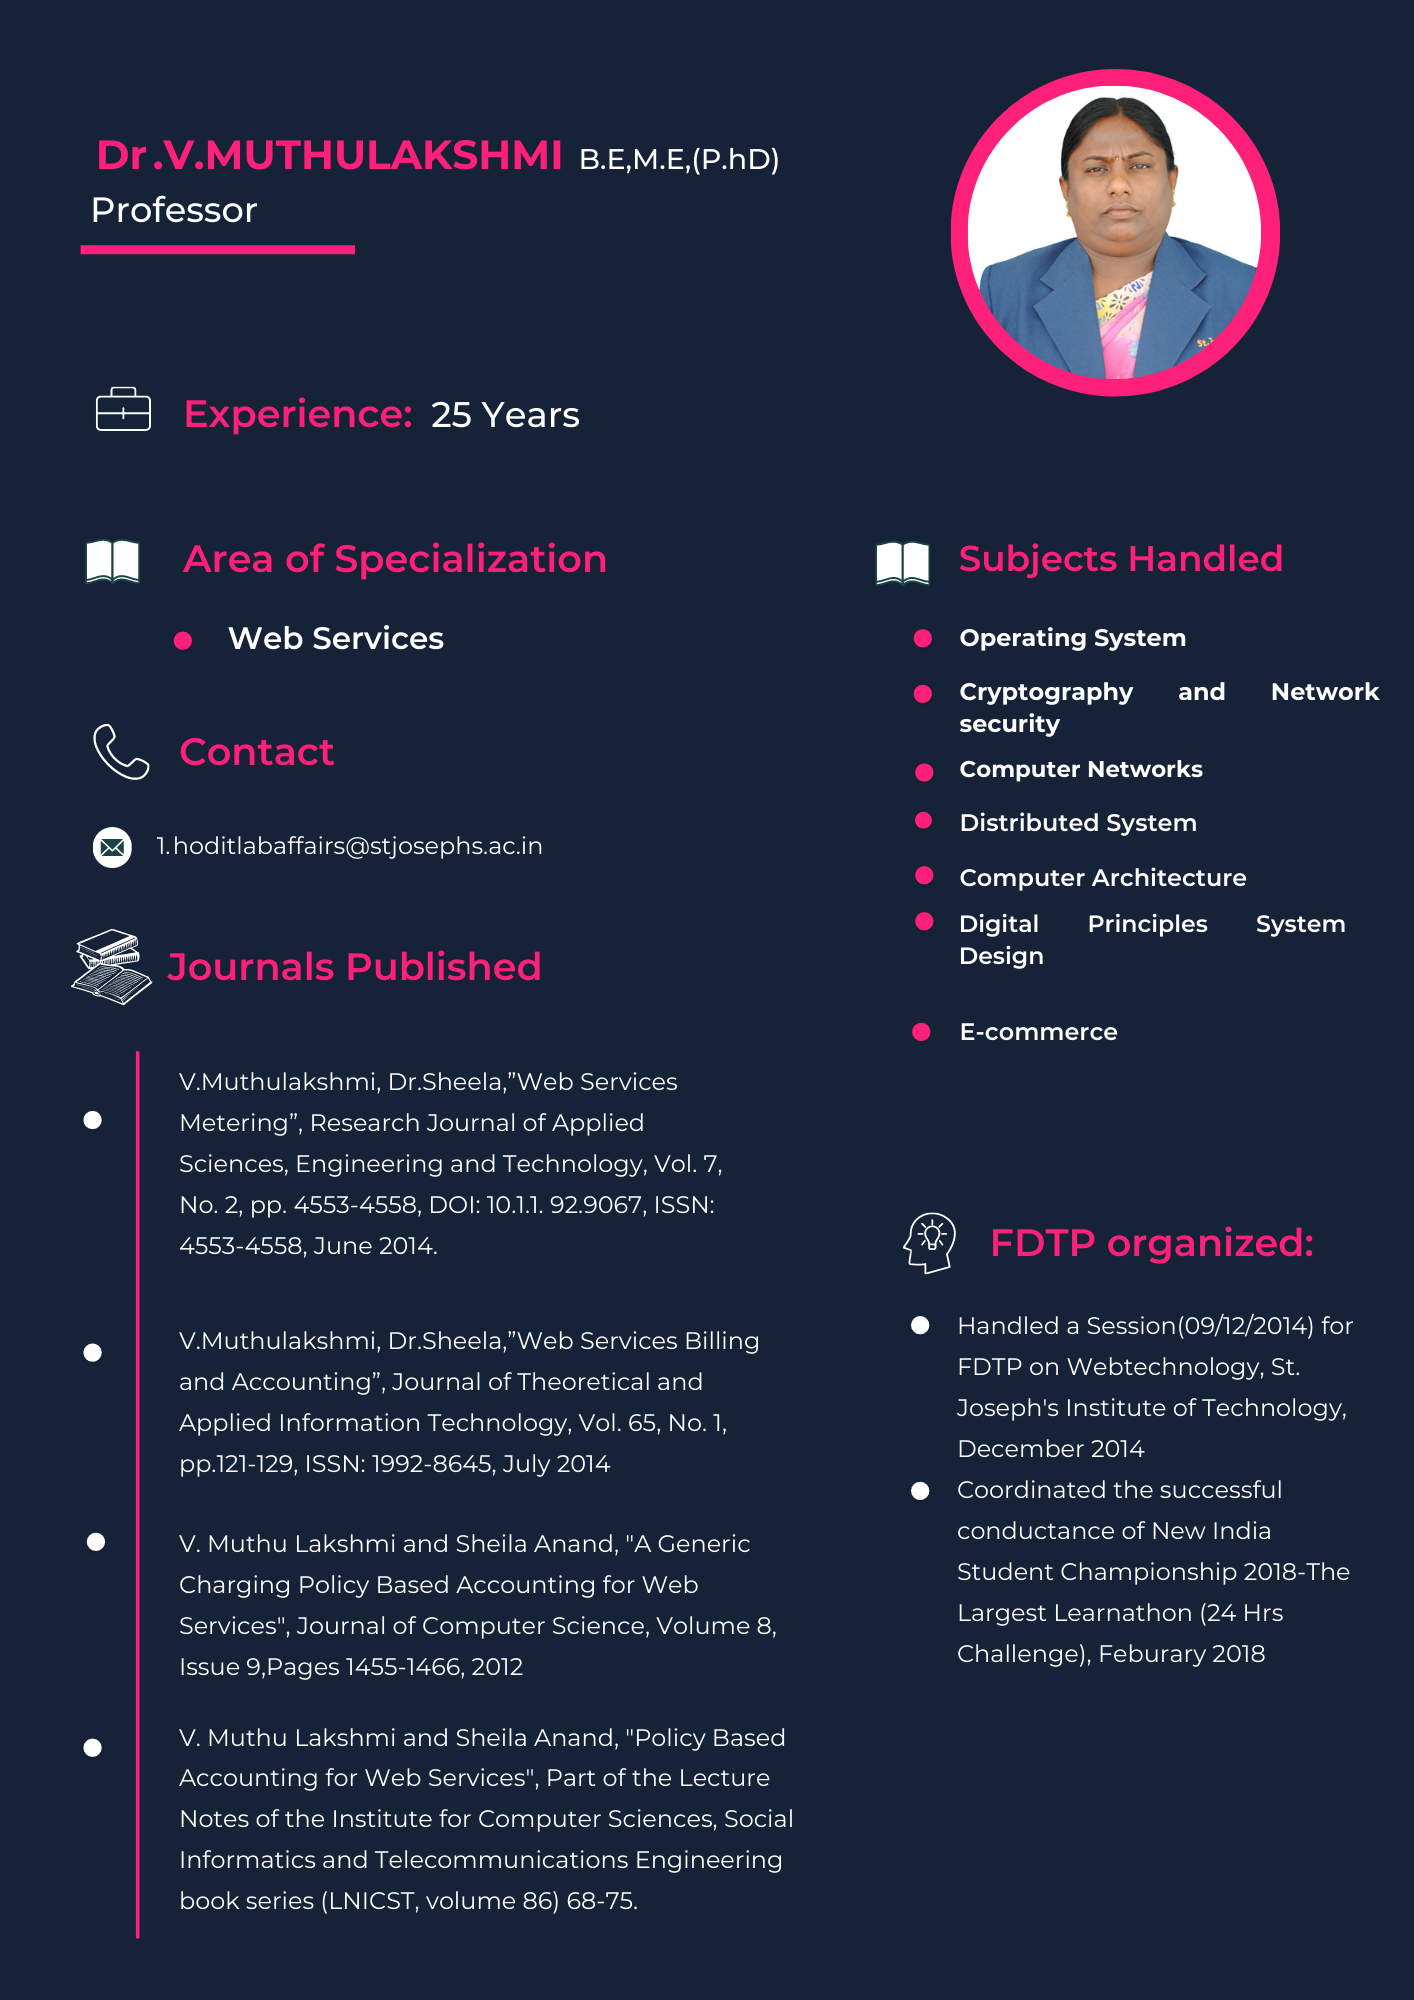 Dr.V.MUTHULAKSHMI B.E,M.E,(P.hD)
Professor
St.J
Experience: 25 Years
Area of Specialization
Web Services
Contact
1.hoditlabaffairs@stjosephs.ac.in
Journals Published
V.Muthulakshmi, Dr.Sheela,”Web Services
Metering”, Research Journal of Applied
Sciences, Engineering and Technology, Vol. 7,
No. 2, pp. 4553-4558, DOI: 10.1.1. 92.9067, ISSN:
4553-4558, June 2014.
V.Muthulakshmi, Dr.Sheela,”Web Services Billing
and Accounting”, Journal of Theoretical and
Applied Information Technology, Vol. 65, No. 1,
pp.121-129, ISSN: 1992-8645, July 2014
V. Muthu Lakshmi and Sheila Anand, "A Generic
Charging Policy Based Accounting for Web
Services", Journal of Computer Science, Volume 8,
Issue 9,Pages 1455-1466, 2012
V. Muthu Lakshmi and Sheila Anand, "Policy Based
Accounting for Web Services", Part of the Lecture
Notes of the Institute for Computer Sciences, Social
Informatics and Telecommunications Engineering
book series (LNICST, volume 86) 68-75.
Subjects Handled
Operating System
Cryptography and Network
security
Computer Networks
Distributed System
Computer Architecture
Digital Principles System
Design
E-commerce
FDTP organized:
Handled a Session(09/12/2014) for
FDTP on Webtechnology, St.
Joseph's Institute of Technology,
December 2014
Coordinated the successful
conductance of New India
Student Championship 2018-The
Largest Learnathon (24 Hrs
Challenge), Feburary 2018